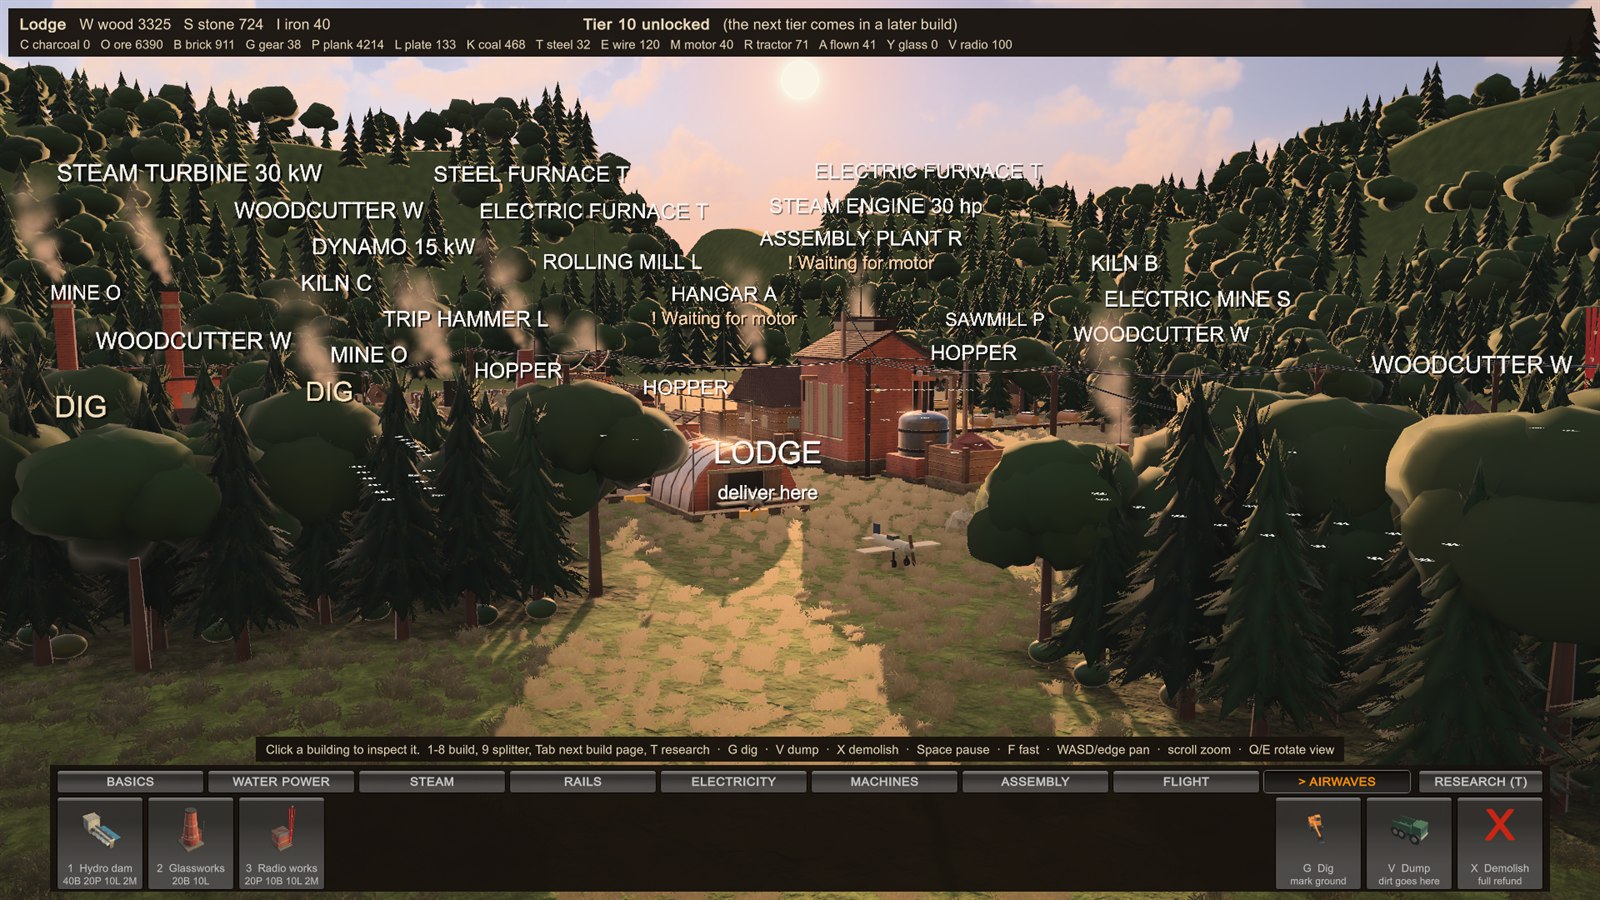 Lodge W wood 3325 S stone 724 I iron 40
Tier 10 unlocked (the next tier comes in a later build)
C charcoal 0 O ore 6390 B brick 911 G gear 38 P plank 4214 L plate 133 K coal 468 T steel 32 E wire 120 M motor 40 R tractor 71 A flown 41 Y glass 0 V radio 100
STEAM TURBINE 30 kW
STEEL FURNACE T
ELECTRIC FURNACE T
WOODCUTTER W
ELECTRIC FURNACE T
STEAM ENGINE 30 hp
DYNAMO 15 kW
ASSEMBLY PLANT R
! Waiting for motor
ROLLING MILL L
KILN B
KILN C
MINE O
HANGAR A
! Waiting for motor
ELECTRIC MINE S
TRIP HAMMER L
SAWMILL P
WOODCUTTER W
WOODCUTTER W
MINE O
HOPPER
WOODCUTTER W
HOPPER
HOPPER
DIG
DIG
LODGE
deliver here
Click a building to inspect it. 1-8 build, 9 splitter, Tab next build page, T research · G dig · V dump · X demolish · Space pause · F fast · WASD/edge pan · scroll zoom · Q/E rotate view
BASICS
WATER POWER
STEAM
RAILS
ELECTRICITY
MACHINES
ASSEMBLY
FLIGHT
> AIRWAVES
RESEARCH (T)
1 Hydro dam
40B 20P 10L 2M
2 Glassworks
20B 10L
3 Radio works
20P 10B 10L 2M
G Dig
mark ground
V Dump
dirt goes here
X
X Demolish
full refund